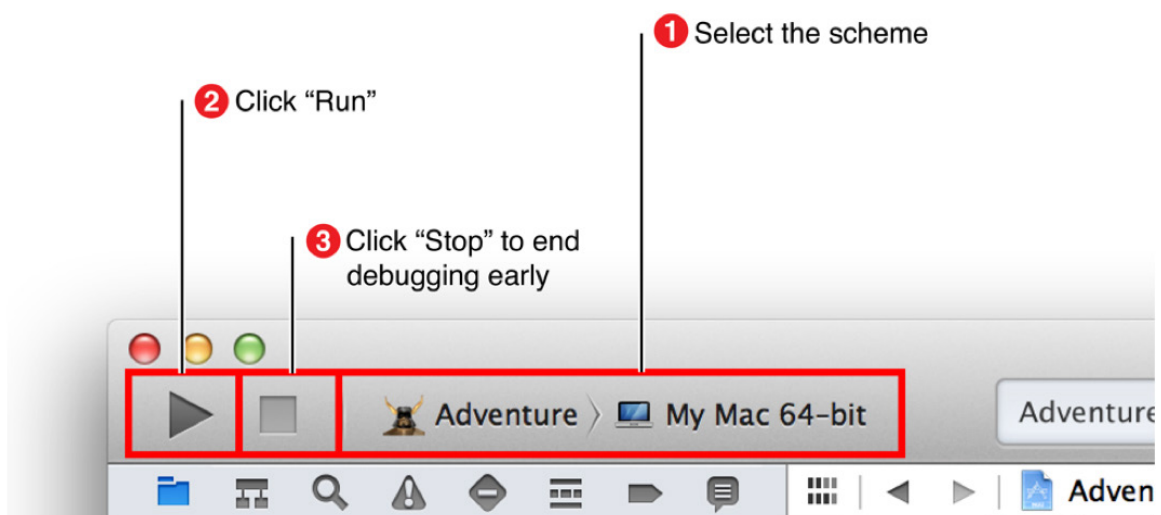 1 Select the scheme
2 Click “Run”
3 Click “Stop” to end
debugging early
Adventure My Mac 64-bit
Adventure
Adven